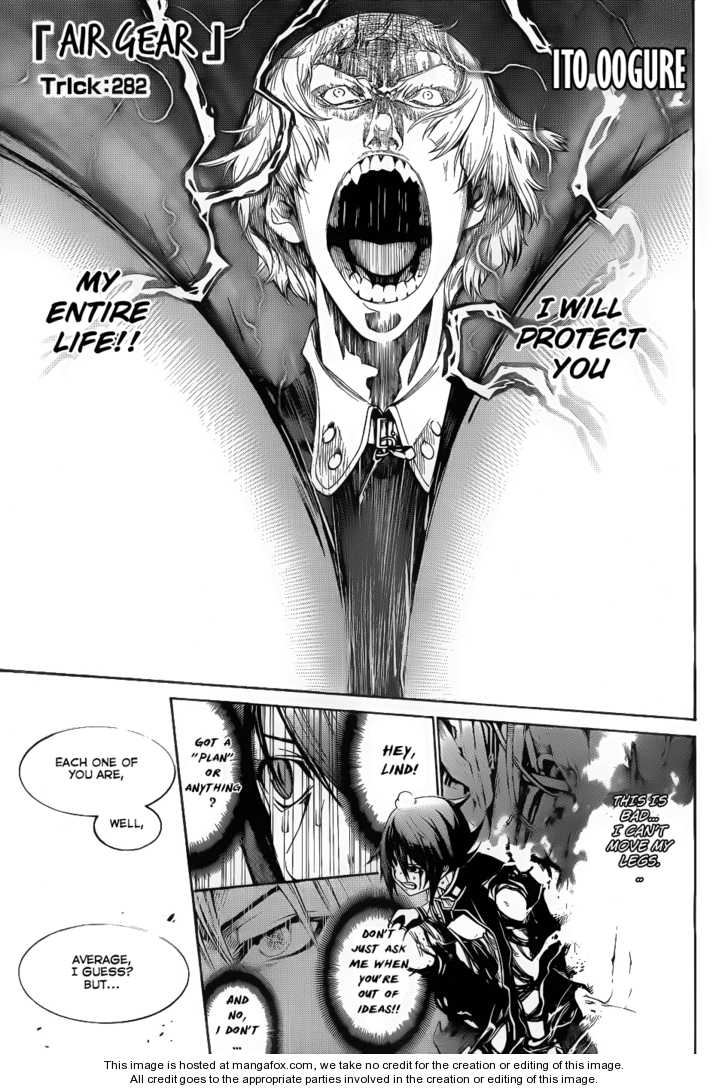 『AIR GEAR』
Trick:282
ITO OOGURE
I WILL
PROTECT
YOU
MY
ENTIRE
LIFE!!
THIS IS
BAD...
I CAN'T
MOVE MY
LEGS.
..
HEY,
LIND!
GOT A
"PLAN"
OR
ANYTHING
?
DON'T
JUST ASK
ME WHEN
YOU'RE
OUT OF
IDEAS!!
AND
NO,
I DON'T
...
EACH ONE OF
YOU ARE,
WELL,
AVERAGE,
I GUESS?
BUT...
This image is hosted at mangafox.com, we take no credit for the creation or editing of this image.
All credit goes to the appropriate parties involved in the creation or editing of this image.